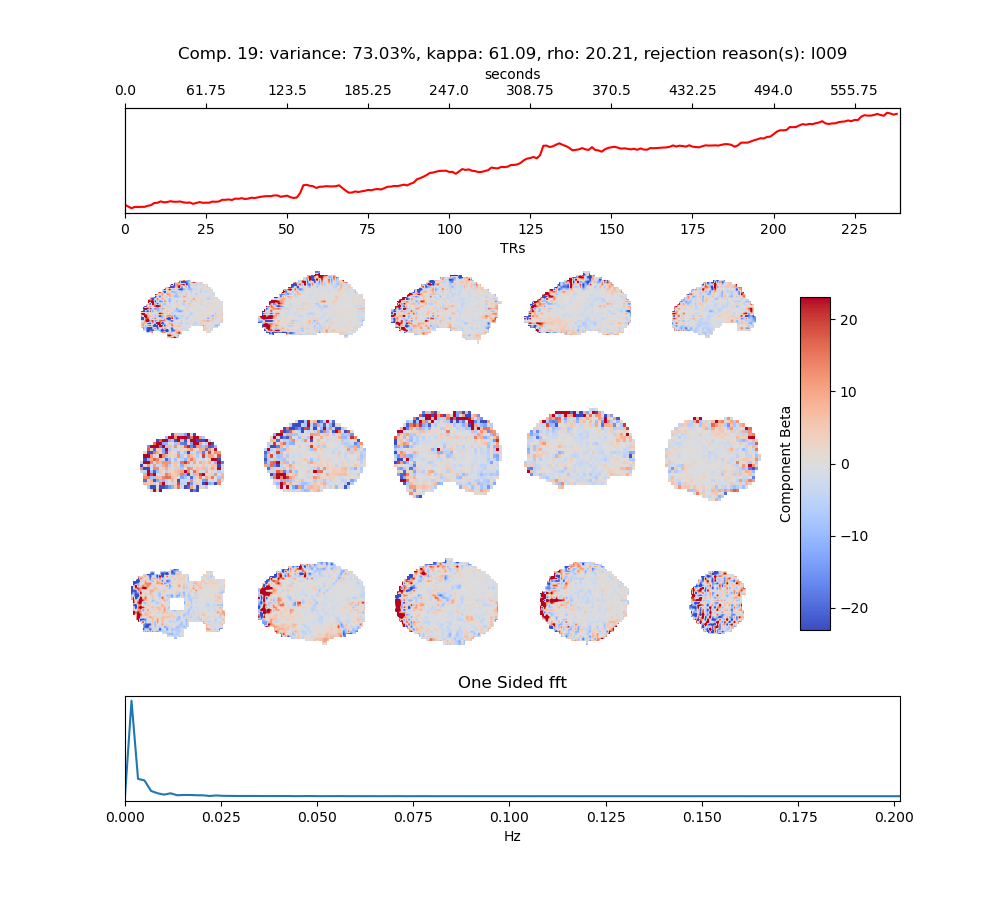 Comp. 19: variance: 73.03%, kappa: 61.09, rho: 20.21, rejection reason(s): I009
seconds
0.0 61.75 123.5 185.25 247.0 308.75 370.5 432.25 494.0 555.75
0 25 50 75 100 125 150 175 200 225
TRs
20
10
0
−10
−20
Component Beta
One Sided fft
0.000 0.025 0.050 0.075 0.100 0.125 0.150 0.175 0.200
Hz